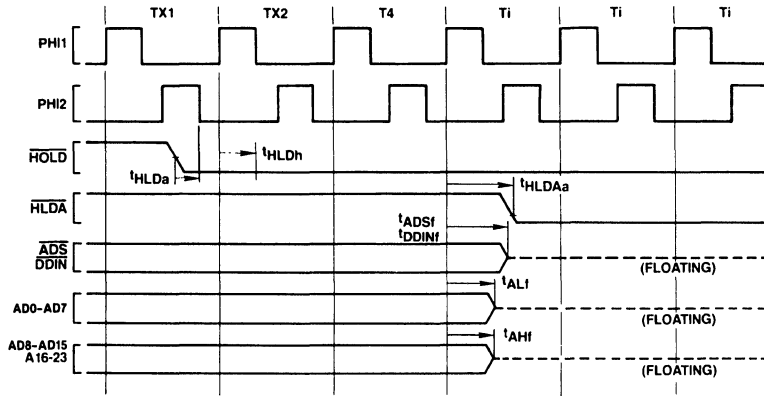 TX1 TX2 T4 Ti Ti Ti
PHI1
PHI2
HOLD
tHLDh
tHLDa
HLDA
tHLDAa
tADSf
tDDINf
ADS
DDIN
(FLOATING)
tALf
AD0-AD7
(FLOATING)
tAHf
AD8-AD15
A16-23
(FLOATING)